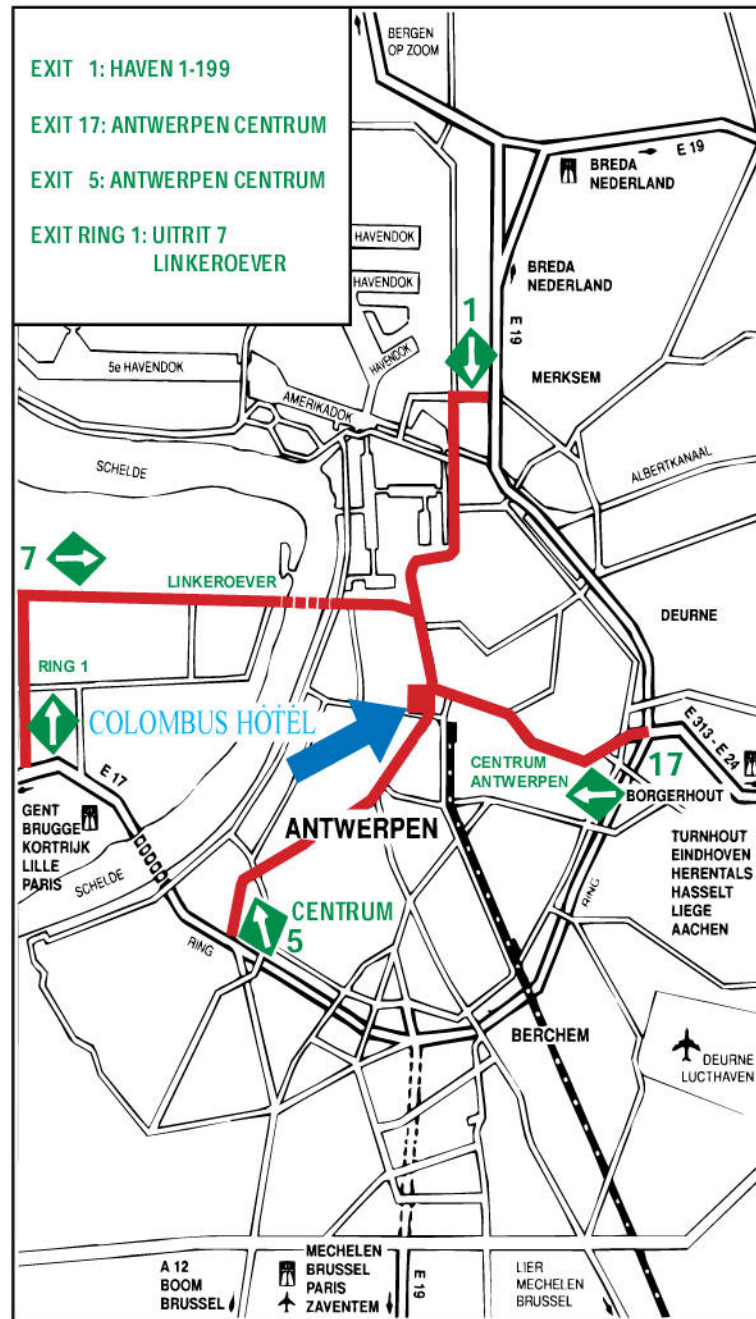 EXIT 1: HAVEN 1-199
EXIT 17: ANTWERPEN CENTRUM
EXIT 5: ANTWERPEN CENTRUM
EXIT RING 1: UITRIT 7
LINKEROEVER
BERGEN
OP ZOOM
E 19
BREDA
NEDERLAND
HAVENDOK
BREDA
NEDERLAND
HAVENDOK
1
E 19
HAVENDOK
5e HAVENDOK
MERKSEM
AMERIKADOK
SCHELDE
ALBERTKANAAL
7
LINKEROEVER
DEURNE
RING 1
COLOMBUS HÒTÉL
E 313 - E 24
CENTRUM
ANTWERPEN
17
E 17
BORGERHOUT
GENT
BRUGGE
KORTRIJK
LILLE
PARIS
ANTWERPEN
TURNHOUT
EINDHOVEN
HERENTALS
HASSELT
LIEGE
AACHEN
SCHELDE
RING
CENTRUM
5
RING
BERCHEM
DEURNE
LUCTHAVEN
A 12
BOOM
BRUSSEL
MECHELEN
BRUSSEL
PARIS
ZAVENTEM
E 19
LIER
MECHELEN
BRUSSEL